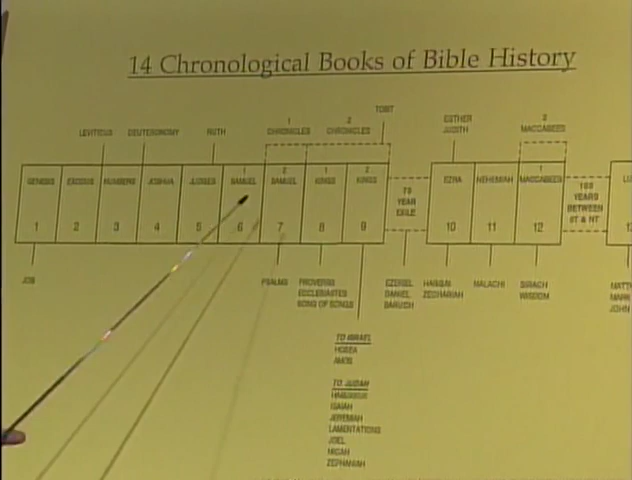 14 Chronological Books of Bible History
TOBIT
1
CHRONICLES
2
CHRONICLES
ESTHER
JUDITH
2
MACCABEES
LEVITICUS
DEUTERONOMY
RUTH
GENESIS
EXODUS
NUMBERS
JOSHUA
JUDGES
1
SAMUEL
2
SAMUEL
1
KINGS
2
KINGS
70
YEAR
EXILE
EZRA
NEHEMIAH
1
MACCABEES
100
YEARS
BETWEEN
OT & NT
1
2
3
4
5
6
7
8
9
10
11
12
JOB
PSALMS
PROVERBS
ECCLESIASTES
SONG OF SONGS
EZEKIEL
DANIEL
BARUCH
HAGGAI
ZECHARIAH
MALACHI
SIRACH
WISDOM
MATT
MARK
JOHN
TO ISRAEL
HOSEA
AMOS
TO JUDAH
HABAKKUK
ISAIAH
JEREMIAH
LAMENTATIONS
JOEL
MICAH
ZEPHANIAH